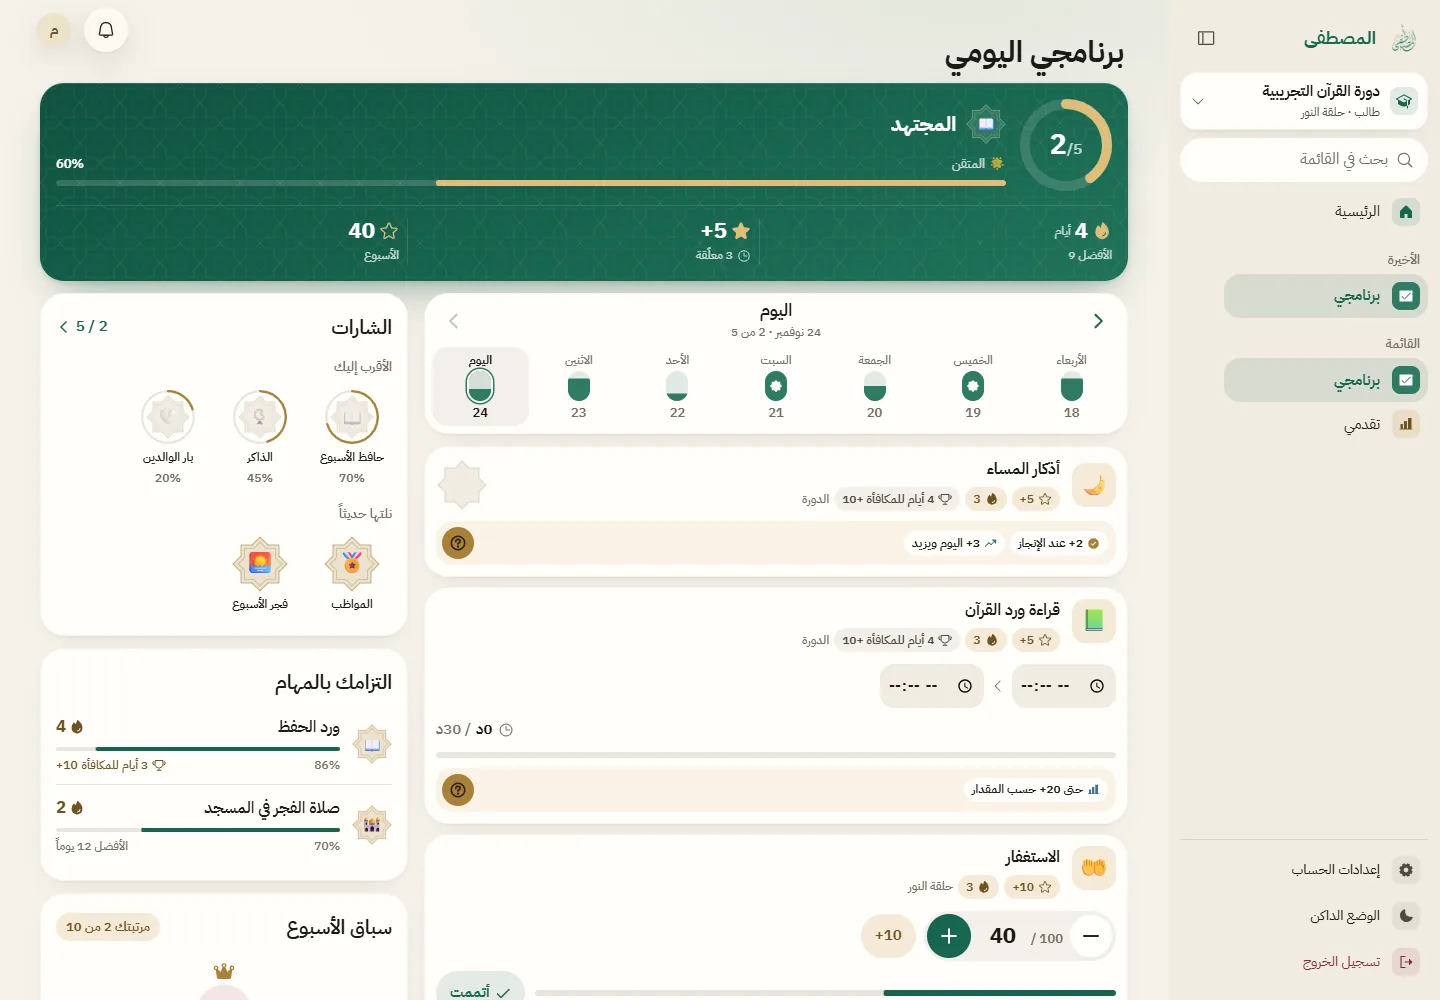 المصطفى
دورة القرآن التجريبية
طالب · حلقة النور
بحث في القائمة
الرئيسية
الأخيرة
برنامجي
القائمة
برنامجي
تقدمي
إعدادات الحساب
الوضع الداكن
تسجيل الخروج
م
برنامجي اليومي
2/5
المجتهد
المتقن
60%
4 أيام
الأفضل 9
+5
3 معلّقة
40
الأسبوع
اليوم
24 نوفمبر · 2 من 5
الأربعاء
18
الخميس
19
الجمعة
20
السبت
21
الأحد
22
الاثنين
23
اليوم
24
أذكار المساء
+5
3
4 أيام للمكافأة +10
الدورة
+2 عند الإنجاز
+3 اليوم ويزيد
قراءة ورد القرآن
+5
3
4 أيام للمكافأة +10
الدورة
--:-- --
--:-- --
0د / 30د
حتى +20 حسب المقدار
الاستغفار
+10
3
حلقة النور
40 / 100
+10
أتممت
الشارات
2 / 5
الأقرب إليك
حافظ الأسبوع
70%
الذاكر
45%
بار الوالدين
20%
نلتها حديثاً
المواظب
فجر الأسبوع
التزامك بالمهام
ورد الحفظ
4
86%
3 أيام للمكافأة +10
صلاة الفجر في المسجد
2
70%
الأفضل 12 يوماً
سباق الأسبوع
مرتبتك 2 من 10